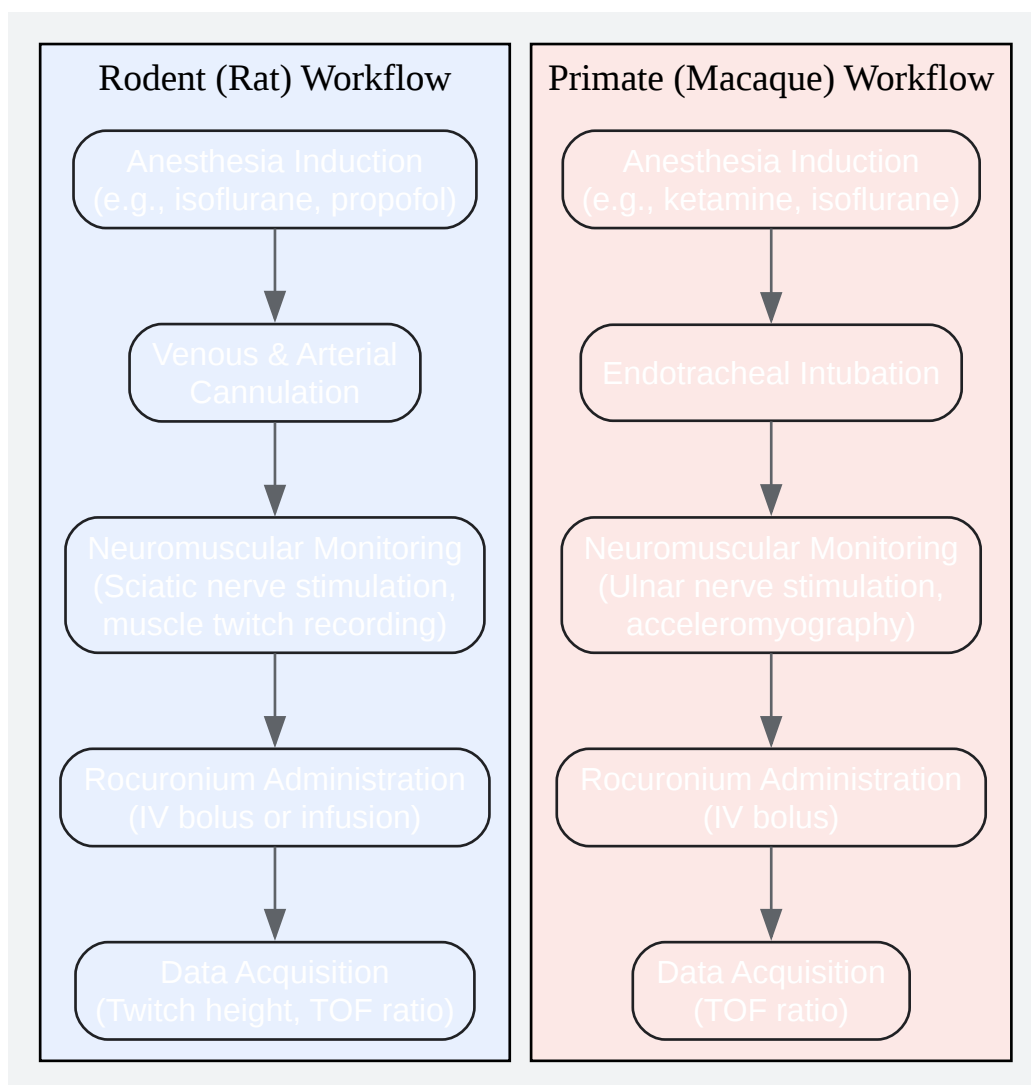 Rodent (Rat) Workflow
Anesthesia Induction
(e.g., isoflurane, propofol)
Venous & Arterial
Cannulation
Neuromuscular Monitoring
(Sciatic nerve stimulation,
muscle twitch recording)
Rocuronium Administration
(IV bolus or infusion)
Data Acquisition
(Twitch height, TOF ratio)
Primate (Macaque) Workflow
Anesthesia Induction
(e.g., ketamine, isoflurane)
Endotracheal Intubation
Neuromuscular Monitoring
(Ulnar nerve stimulation,
acceleromyography)
Rocuronium Administration
(IV bolus)
Data Acquisition
(TOF ratio)